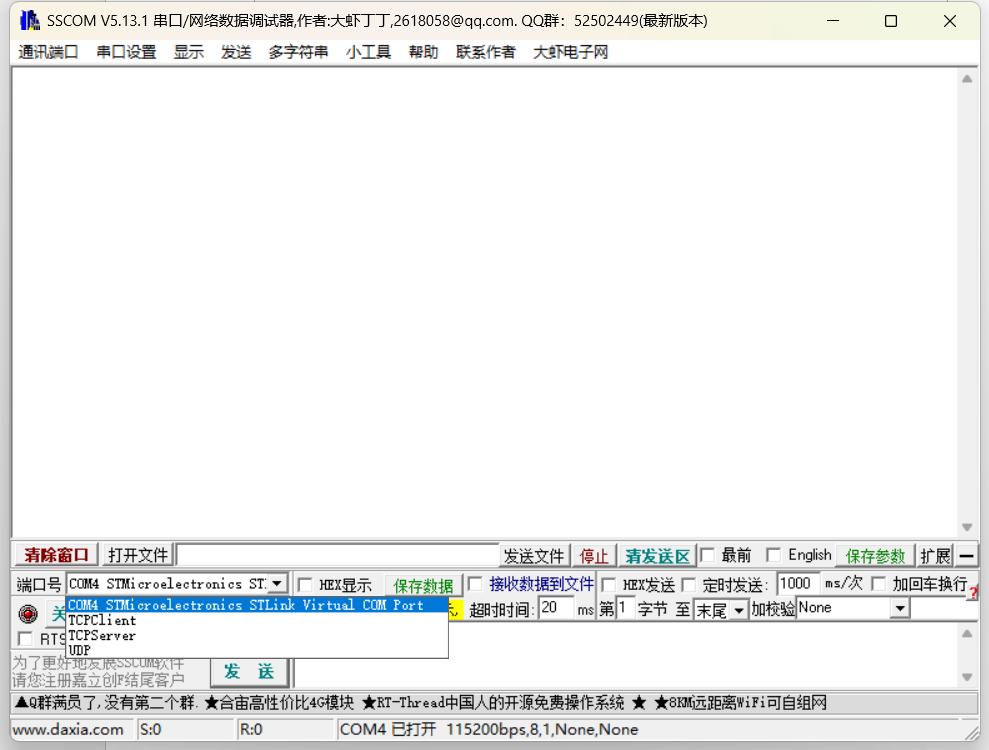 SSCOM V5.13.1 串口/网络数据调试器,作者:大虾丁丁,2618058@qq.com. QQ群: 52502449(最新版本)
通讯端口 串口设置 显示 发送 多字符串 小工具 帮助 联系作者 大虾电子网
清除窗口 打开文件 发送文件 停止 清发送区 最前 English 保存参数 扩展
端口号 COM4 STMicroelectronics ST HEX显示 保存数据 接收数据到文件 HEX发送 定时发送: 1000 ms/次 加回车换行
关 COM4 STMicroelectronics STLink Virtual COM Port 超时时间: 20 ms 第 1 字节 至 末尾 加校验 None
TCPClient
TCPServer
RTS
UDP
为了更好地发展SSCOM软件
请您注册嘉立创F结尾客户
发 送
▲Q群满员了,没有第二个群. ★合宙高性价比4G模块 ★RT-Thread中国人的开源免费操作系统 ★ ★8KM远距离WiFi可自组网
www.daxia.com S:0 R:0 COM4 已打开 115200bps,8,1,None,None